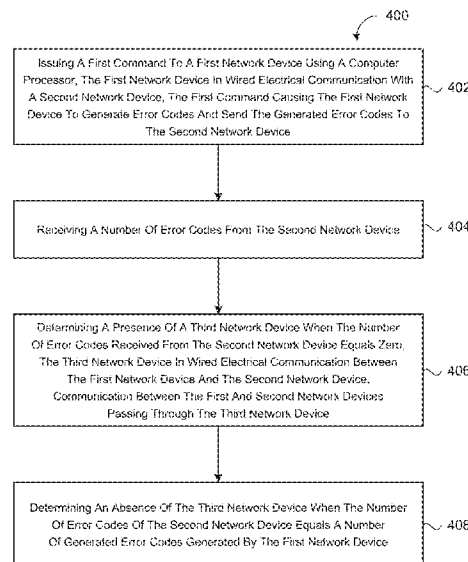 400
Issuing A First Command To A First Network Device Using A Computer
Processor, The First Network Device In Wired Electrical Communication With
A Second Network Device, The First Command Causing The First Network
Device To Generate Error Codes And Send The Generated Error Codes To
The Second Network Device
402
Receiving A Number Of Error Codes From The Second Network Device
404
Determining A Presence Of A Third Network Device When The Number
Of Error Codes Received From The Second Network Device Equals Zero,
The Third Network Device In Wired Electrical Communication Between
The First Network Device And The Second Network Device,
Communication Between The First And Second Network Devices
Passing Through The Third Network Device
406
Determining An Absence Of The Third Network Device When The Number
Of Error Codes Of The Second Network Device Equals A Number
Of Generated Error Codes Generated By The First Network Device
408